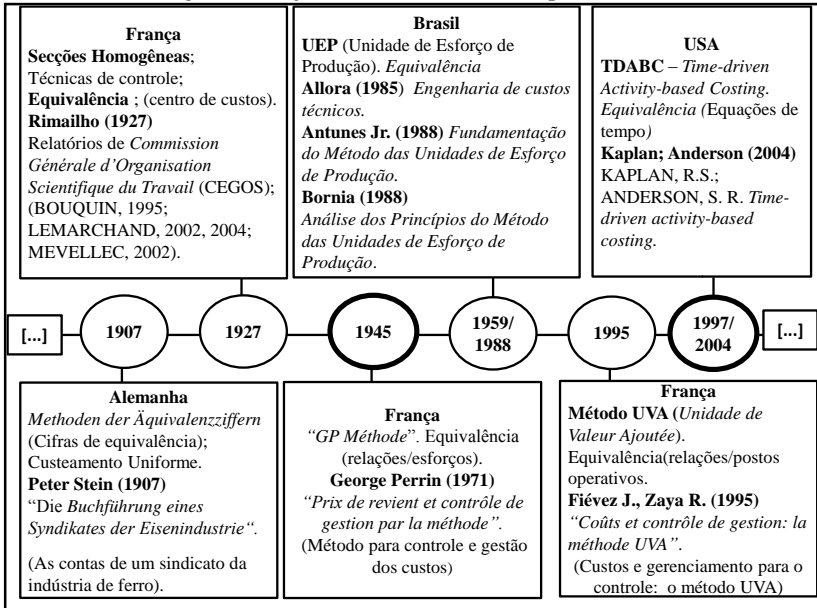 França
Secções Homogêneas;
Técnicas de controle;
Equivalência ; (centro de custos).
Rimailho (1927)
Relatórios de Commission
Générale d’Organisation
Scientifique du Travail (CEGOS);
(BOUQUIN, 1995;
LEMARCHAND, 2002, 2004;
MEVELLEC, 2002).
Brasil
UEP (Unidade de Esforço de
Produção). Equivalência
Allora (1985) Engenharia de custos
técnicos.
Antunes Jr. (1988) Fundamentação
do Método das Unidades de Esforço
de Produção.
Bornia (1988)
Análise dos Princípios do Método
das Unidades de Esforço de
Produção.
USA
TDABC – Time-driven
Activity-based Costing.
Equivalência (Equações de
tempo)
Kaplan; Anderson (2004)
KAPLAN, R.S.;
ANDERSON, S. R. Time-
driven activity-based
costing.
[...]
1907
1927
1945
1959/
1988
1995
1997/
2004
[...]
Alemanha
Methoden der Äquivalenzziffern
(Cifras de equivalência);
Custeamento Uniforme.
Peter Stein (1907)
“Die Buchführung eines
Syndikates der Eisenindustrie“.
(As contas de um sindicato da
indústria de ferro).
França
“GP Méthode”. Equivalência
(relações/esforços).
George Perrin (1971)
“Prix de revient et contrôle de
gestion par la méthode”.
(Método para controle e gestão
dos custos)
França
Método UVA (Unidade de
Valeur Ajoutée).
Equivalência(relações/postos
operativos.
Fiévez J., Zaya R. (1995)
“Coûts et contrôle de gestion: la
méthode UVA”.
(Custos e gerenciamento para o
controle: o método UVA)